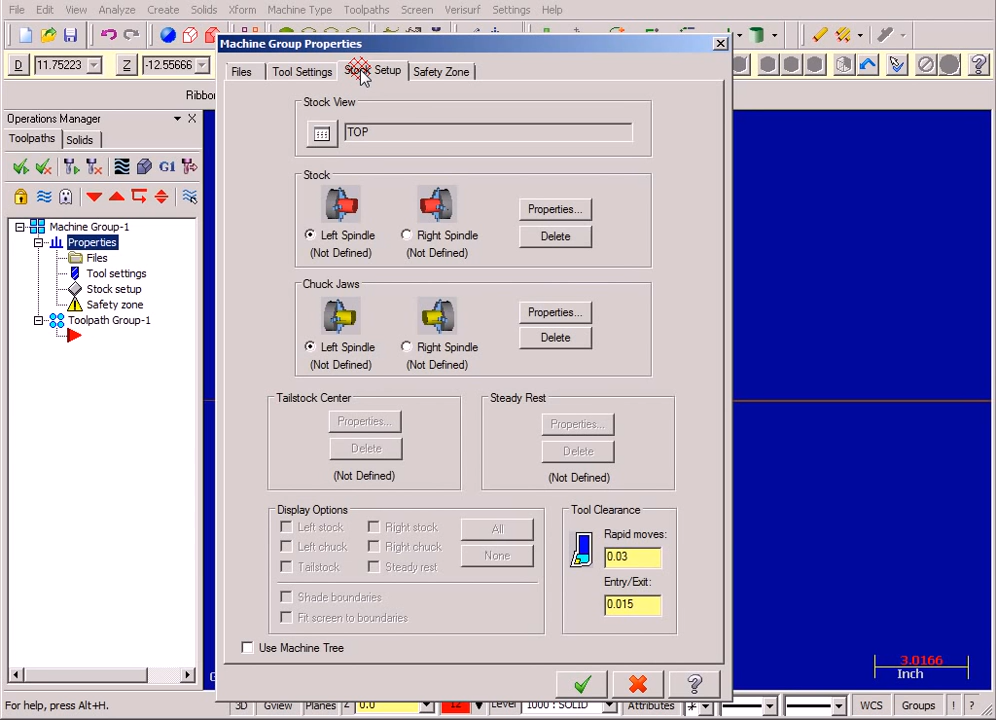 File Edit View Analyze Create Solids Xform Machine Type Toolpaths Screen Verisurf Settings Help
Machine Group Properties
D 11.75223 Z -12.55666
Files Tool Settings Setup Safety Zone
Operations Manager
Toolpaths Solids
G1
Machine Group-1
Properties
Files
Tool settings
Stock setup
Safety zone
Toolpath Group-1
Stock View
TOP
Stock
Left Spindle Right Spindle
(Not Defined) (Not Defined)
Properties...
Delete
Chuck Jaws
Left Spindle Right Spindle
(Not Defined) (Not Defined)
Properties...
Delete
Tailstock Center
Properties...
Delete
(Not Defined)
Steady Rest
Properties...
Delete
(Not Defined)
Display Options
Left stock Right stock All
Left chuck Right chuck None
Tailstock Steady rest
Shade boundaries
Fit screen to boundaries
Tool Clearance
Rapid moves:
0.03
Entry/Exit:
0.015
Use Machine Tree
3.0166
Inch
For help, press Alt+H.
3D Gview Planes Z 0.0 12 Level 1000 : SOLID Attributes * WCS Groups ! ?